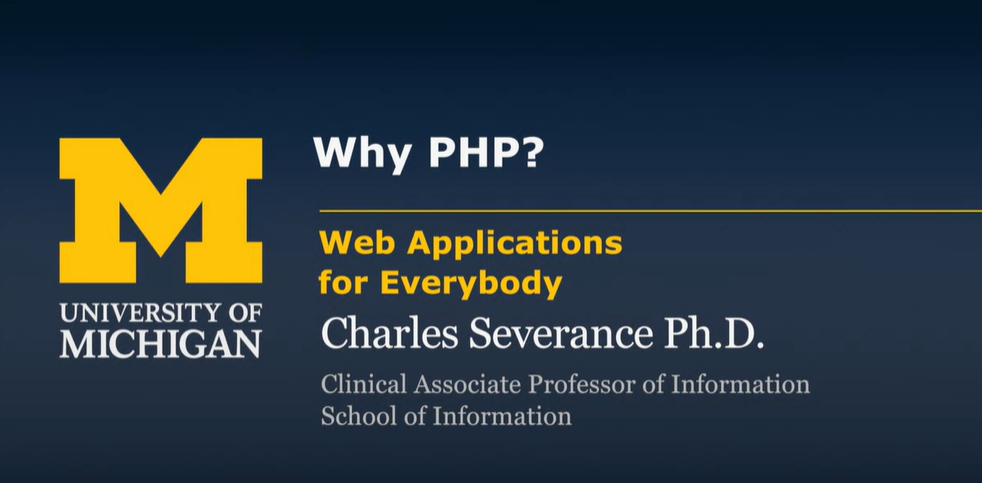 M
UNIVERSITY OF
MICHIGAN
Why PHP?
Web Applications
for Everybody
Charles Severance Ph.D.
Clinical Associate Professor of Information
School of Information